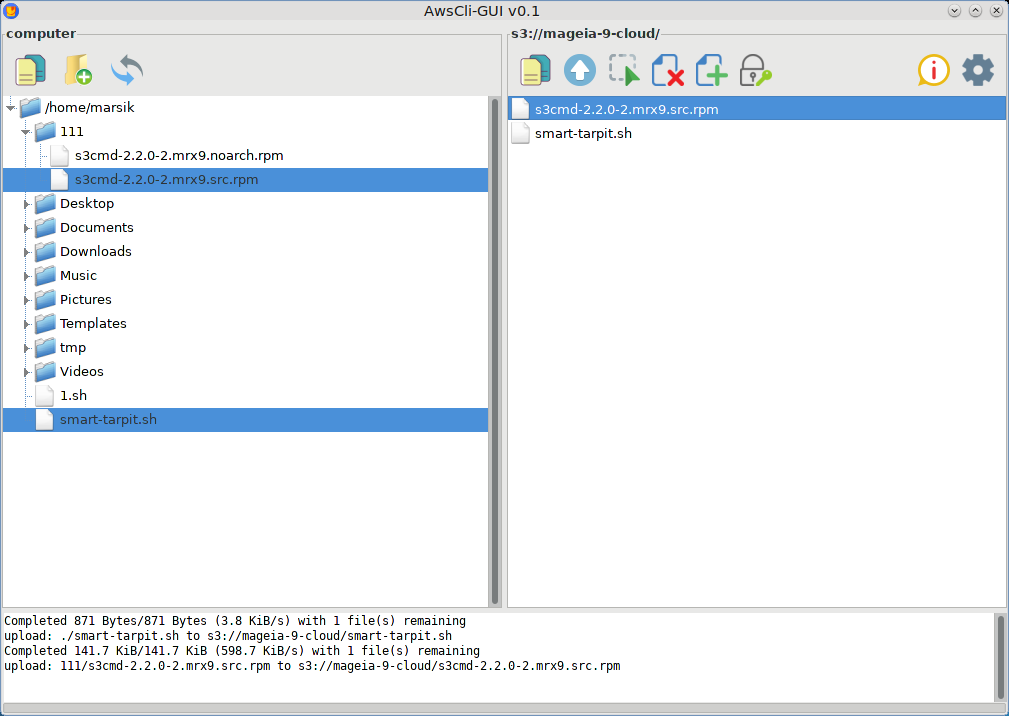 AwsCli-GUI v0.1
computer
/home/marsik
111
s3cmd-2.2.0-2.mrx9.noarch.rpm
s3cmd-2.2.0-2.mrx9.src.rpm
Desktop
Documents
Downloads
Music
Pictures
Templates
tmp
Videos
1.sh
smart-tarpit.sh
s3://mageia-9-cloud/
s3cmd-2.2.0-2.mrx9.src.rpm
smart-tarpit.sh
Completed 871 Bytes/871 Bytes (3.8 KiB/s) with 1 file(s) remaining
upload: ./smart-tarpit.sh to s3://mageia-9-cloud/smart-tarpit.sh
Completed 141.7 KiB/141.7 KiB (598.7 KiB/s) with 1 file(s) remaining
upload: 111/s3cmd-2.2.0-2.mrx9.src.rpm to s3://mageia-9-cloud/s3cmd-2.2.0-2.mrx9.src.rpm